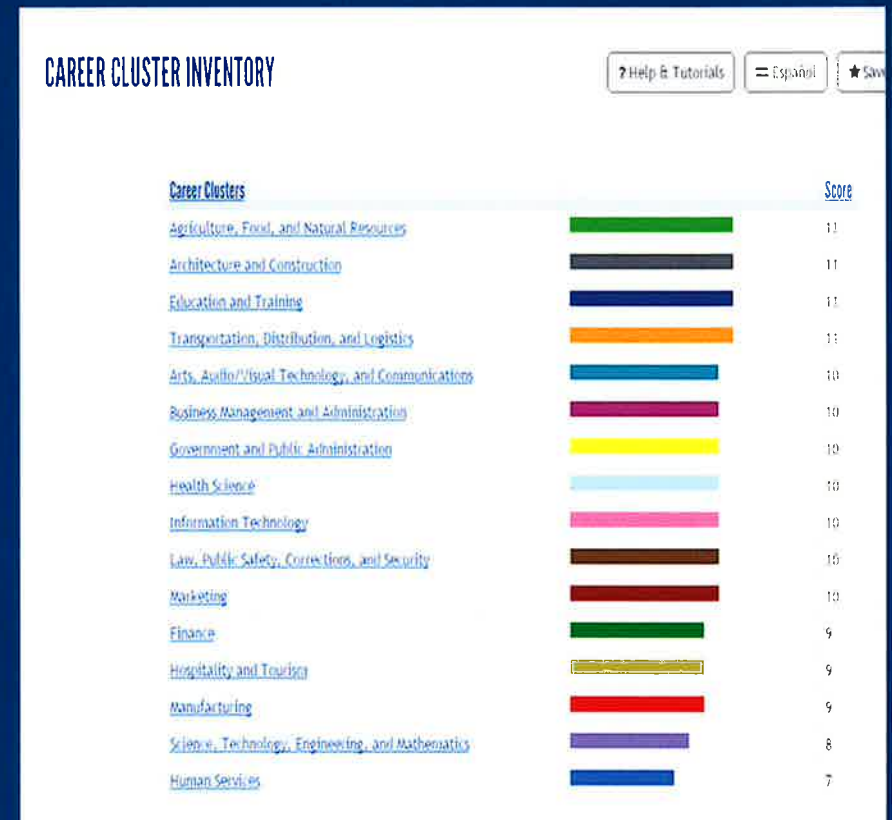 CAREER CLUSTER INVENTORY
? Help & Tutorials
Español
Save
Career Clusters Score
Agriculture, Food, and Natural Resources 11
Architecture and Construction 11
Education and Training 11
Transportation, Distribution, and Logistics 11
Arts, Audio/Visual Technology, and Communications 10
Business Management and Administration 10
Government and Public Administration 10
Health Science 10
Information Technology 10
Law, Public Safety, Corrections, and Security 10
Marketing 10
Finance 9
Hospitality and Tourism 9
Manufacturing 9
Science, Technology, Engineering, and Mathematics 8
Human Services 7